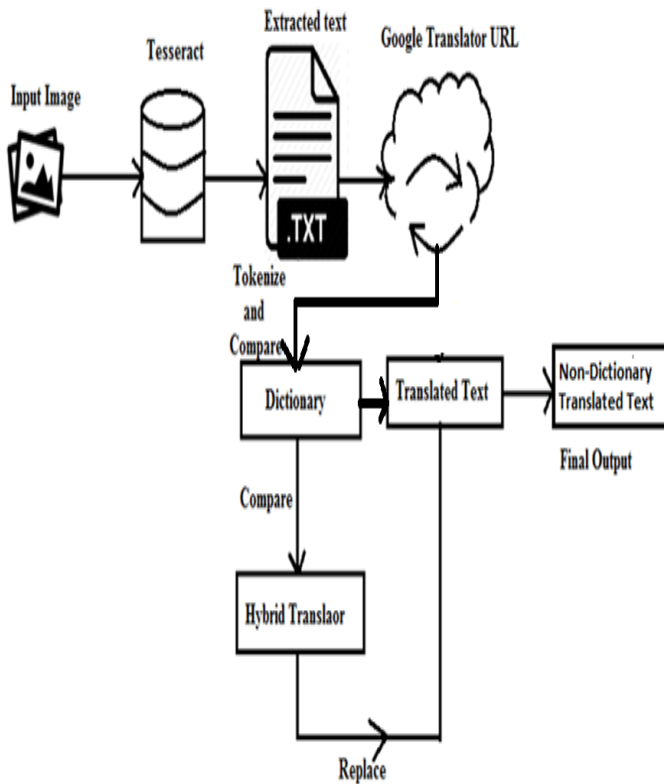 Extracted text
Google Translator URL
Tesseract
Input Image
.TXT
Tokenize
and
Compare
Dictionary
Translated Text
Non-Dictionary
Translated Text
Final Output
Compare
Hybrid Translaor
Replace